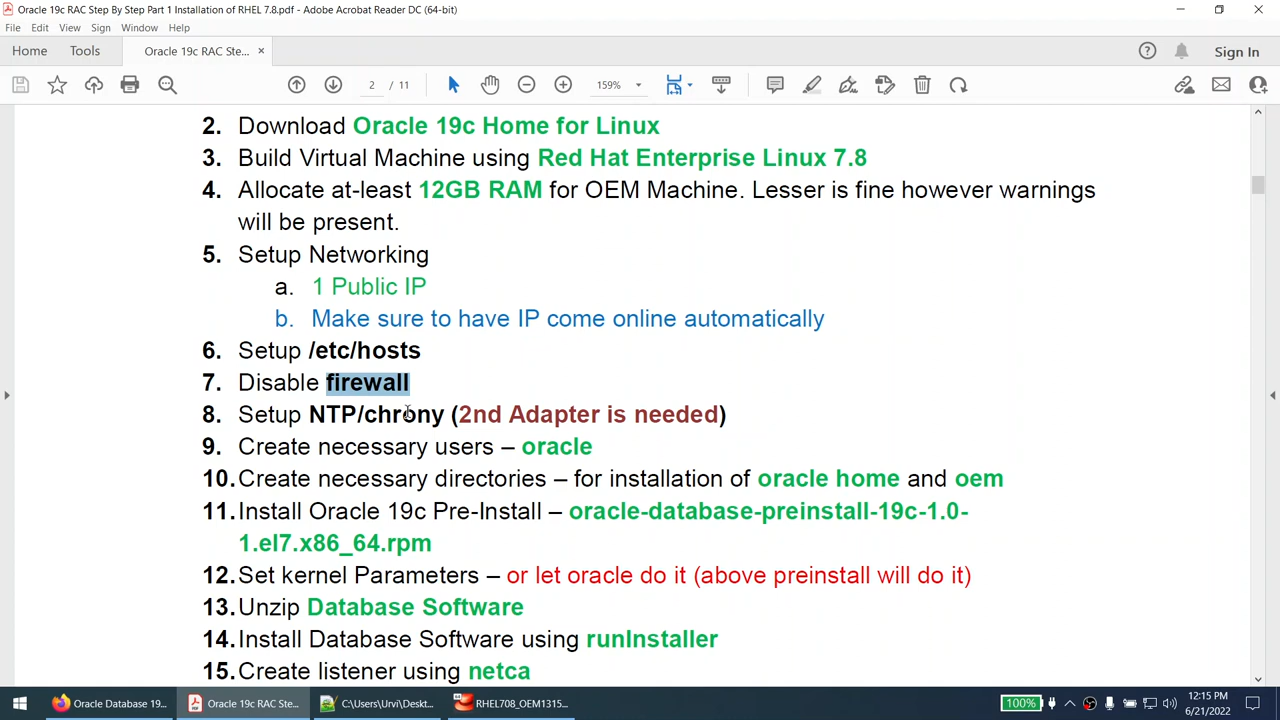 Oracle 19c RAC Step By Step Part 1 Installation of RHEL 7.8.pdf - Adobe Acrobat Reader DC (64-bit)
File Edit View Sign Window Help
Home Tools Oracle 19c RAC Ste... × Sign In
2 / 11 159%
2. Download Oracle 19c Home for Linux
3. Build Virtual Machine using Red Hat Enterprise Linux 7.8
4. Allocate at-least 12GB RAM for OEM Machine. Lesser is fine however warnings
will be present.
5. Setup Networking
a. 1 Public IP
b. Make sure to have IP come online automatically
6. Setup /etc/hosts
7. Disable firewall
8. Setup NTP/chrony (2nd Adapter is needed)
9. Create necessary users – oracle
10. Create necessary directories – for installation of oracle home and oem
11. Install Oracle 19c Pre-Install – oracle-database-preinstall-19c-1.0-
1.el7.x86_64.rpm
12. Set kernel Parameters – or let oracle do it (above preinstall will do it)
13. Unzip Database Software
14. Install Database Software using runInstaller
15. Create listener using netca
Oracle Database 19... Oracle 19c RAC Ste... C:\Users\Urvi\Deskt... RHEL708_OEM1315... 100% 12:15 PM
6/21/2022